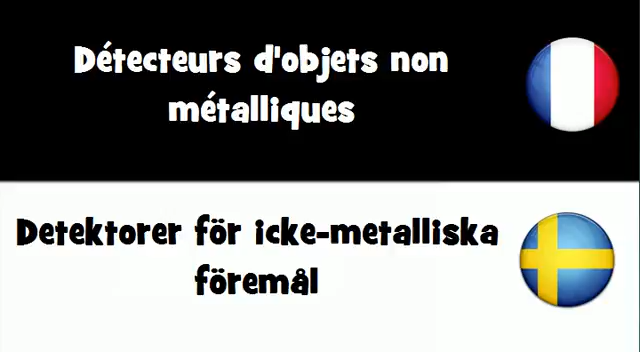 Détecteurs d'objets non
métalliques
Detektorer för icke-metalliska
föremål